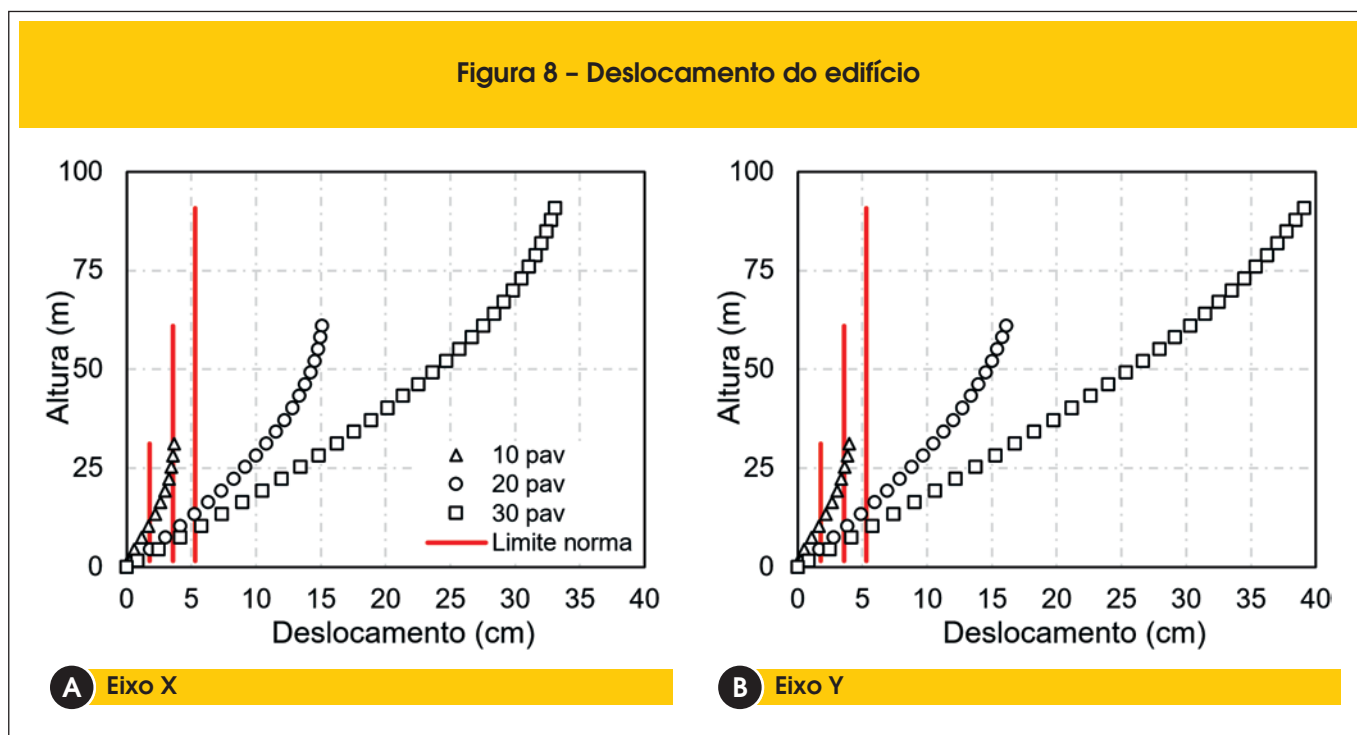 Figura 8 – Deslocamento do edifício
100
75
50
25
0
Altura (m)
10 pav
20 pav
30 pav
Limite norma
0 5 10 15 20 25 30 35 40
Deslocamento (cm)
A Eixo X
100
75
50
25
0
Altura (m)
0 5 10 15 20 25 30 35 40
Deslocamento (cm)
B Eixo Y